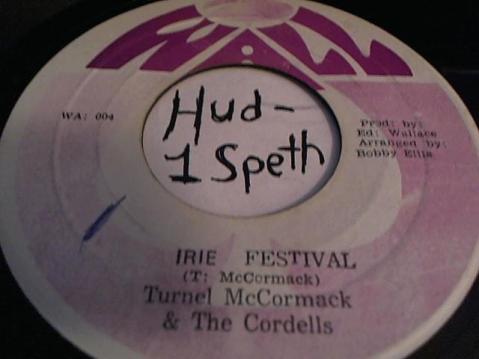 WA: 004
Hud-
1 Speth
Prod: by:
Ed: Wallace
Arranged by:
Bobby Ellis
IRIE FESTIVAL
(T: McCormack)
Turnel McCormack
& The Cordells